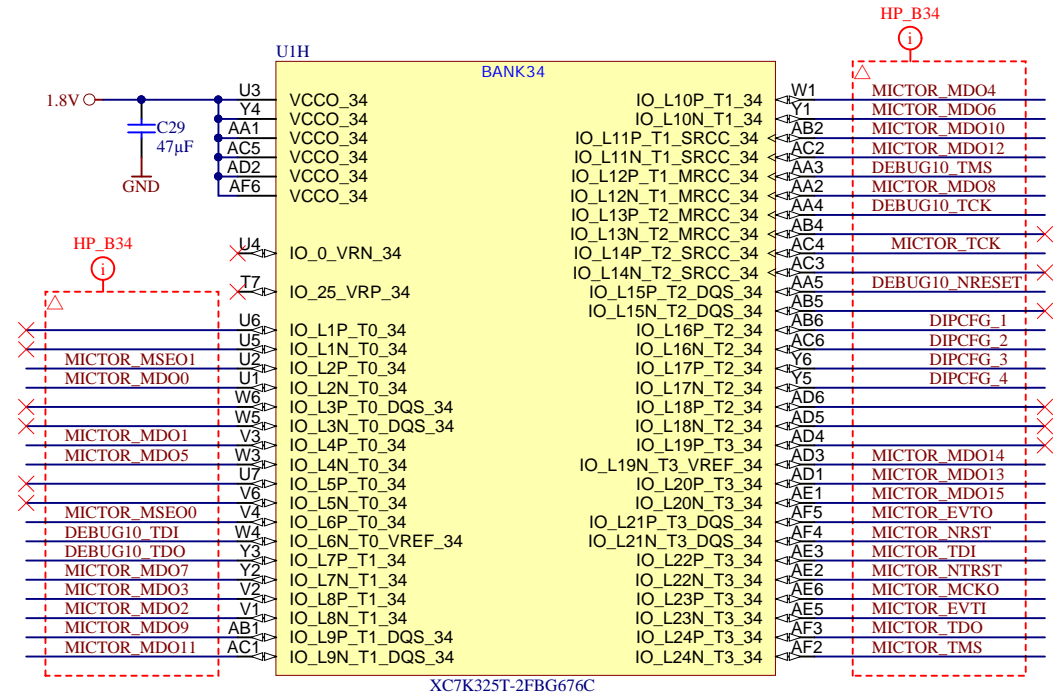 HP_B34
i
U1H
BANK34
1.8V
C29
47µF
GND
U3 VCCO_34
Y4 VCCO_34
AA1 VCCO_34
AC5 VCCO_34
AD2 VCCO_34
AF6 VCCO_34
HP_B34
i
U4 IO_0_VRN_34
T7 IO_25_VRP_34
U6 IO_L1P_T0_34
U5 IO_L1N_T0_34
MICTOR_MSEO1 U2 IO_L2P_T0_34
MICTOR_MDO0 U1 IO_L2N_T0_34
W6 IO_L3P_T0_DQS_34
W5 IO_L3N_T0_DQS_34
MICTOR_MDO1 V3 IO_L4P_T0_34
MICTOR_MDO5 W3 IO_L4N_T0_34
U7 IO_L5P_T0_34
V6 IO_L5N_T0_34
MICTOR_MSEO0 V4 IO_L6P_T0_34
DEBUG10_TDI W4 IO_L6N_T0_VREF_34
DEBUG10_TDO Y3 IO_L7P_T1_34
MICTOR_MDO7 Y2 IO_L7N_T1_34
MICTOR_MDO3 V2 IO_L8P_T1_34
MICTOR_MDO2 V1 IO_L8N_T1_34
MICTOR_MDO9 AB1 IO_L9P_T1_DQS_34
MICTOR_MDO11 AC1 IO_L9N_T1_DQS_34
IO_L10P_T1_34 W1 MICTOR_MDO4
IO_L10N_T1_34 Y1 MICTOR_MDO6
IO_L11P_T1_SRCC_34 AB2 MICTOR_MDO10
IO_L11N_T1_SRCC_34 AC2 MICTOR_MDO12
IO_L12P_T1_MRCC_34 AA3 DEBUG10_TMS
IO_L12N_T1_MRCC_34 AA2 MICTOR_MDO8
IO_L13P_T2_MRCC_34 AA4 DEBUG10_TCK
IO_L13N_T2_MRCC_34 AB4
IO_L14P_T2_SRCC_34 AC4 MICTOR_TCK
IO_L14N_T2_SRCC_34 AC3
IO_L15P_T2_DQS_34 AA5 DEBUG10_NRESET
IO_L15N_T2_DQS_34 AB5
IO_L16P_T2_34 AB6 DIPCFG_1
IO_L16N_T2_34 AC6 DIPCFG_2
IO_L17P_T2_34 Y6 DIPCFG_3
IO_L17N_T2_34 Y5 DIPCFG_4
IO_L18P_T2_34 AD6
IO_L18N_T2_34 AD5
IO_L19P_T3_34 AD4
IO_L19N_T3_VREF_34 AD3 MICTOR_MDO14
IO_L20P_T3_34 AD1 MICTOR_MDO13
IO_L20N_T3_34 AE1 MICTOR_MDO15
IO_L21P_T3_DQS_34 AF5 MICTOR_EVTO
IO_L21N_T3_DQS_34 AF4 MICTOR_NRST
IO_L22P_T3_34 AE3 MICTOR_TDI
IO_L22N_T3_34 AE2 MICTOR_NTRST
IO_L23P_T3_34 AE6 MICTOR_MCKO
IO_L23N_T3_34 AE5 MICTOR_EVTI
IO_L24P_T3_34 AF3 MICTOR_TDO
IO_L24N_T3_34 AF2 MICTOR_TMS
XC7K325T-2FBG676C